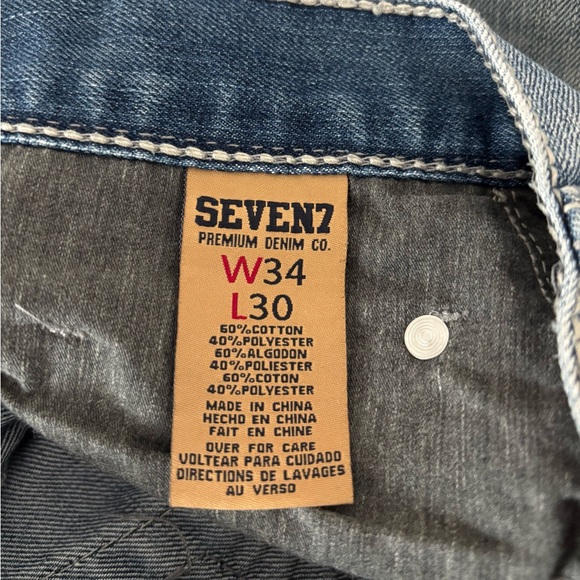 SEVEN7
PREMIUM DENIM CO.
W34
L30
60%COTTON
40%POLYESTER
60%ALGODON
40%POLIESTER
60%COTON
40%POLYESTER
MADE IN CHINA
HECHO EN CHINA
FAIT EN CHINE
OVER FOR CARE
VOLTEAR PARA CUIDADO
DIRECTIONS DE LAVAGES
AU VERSO